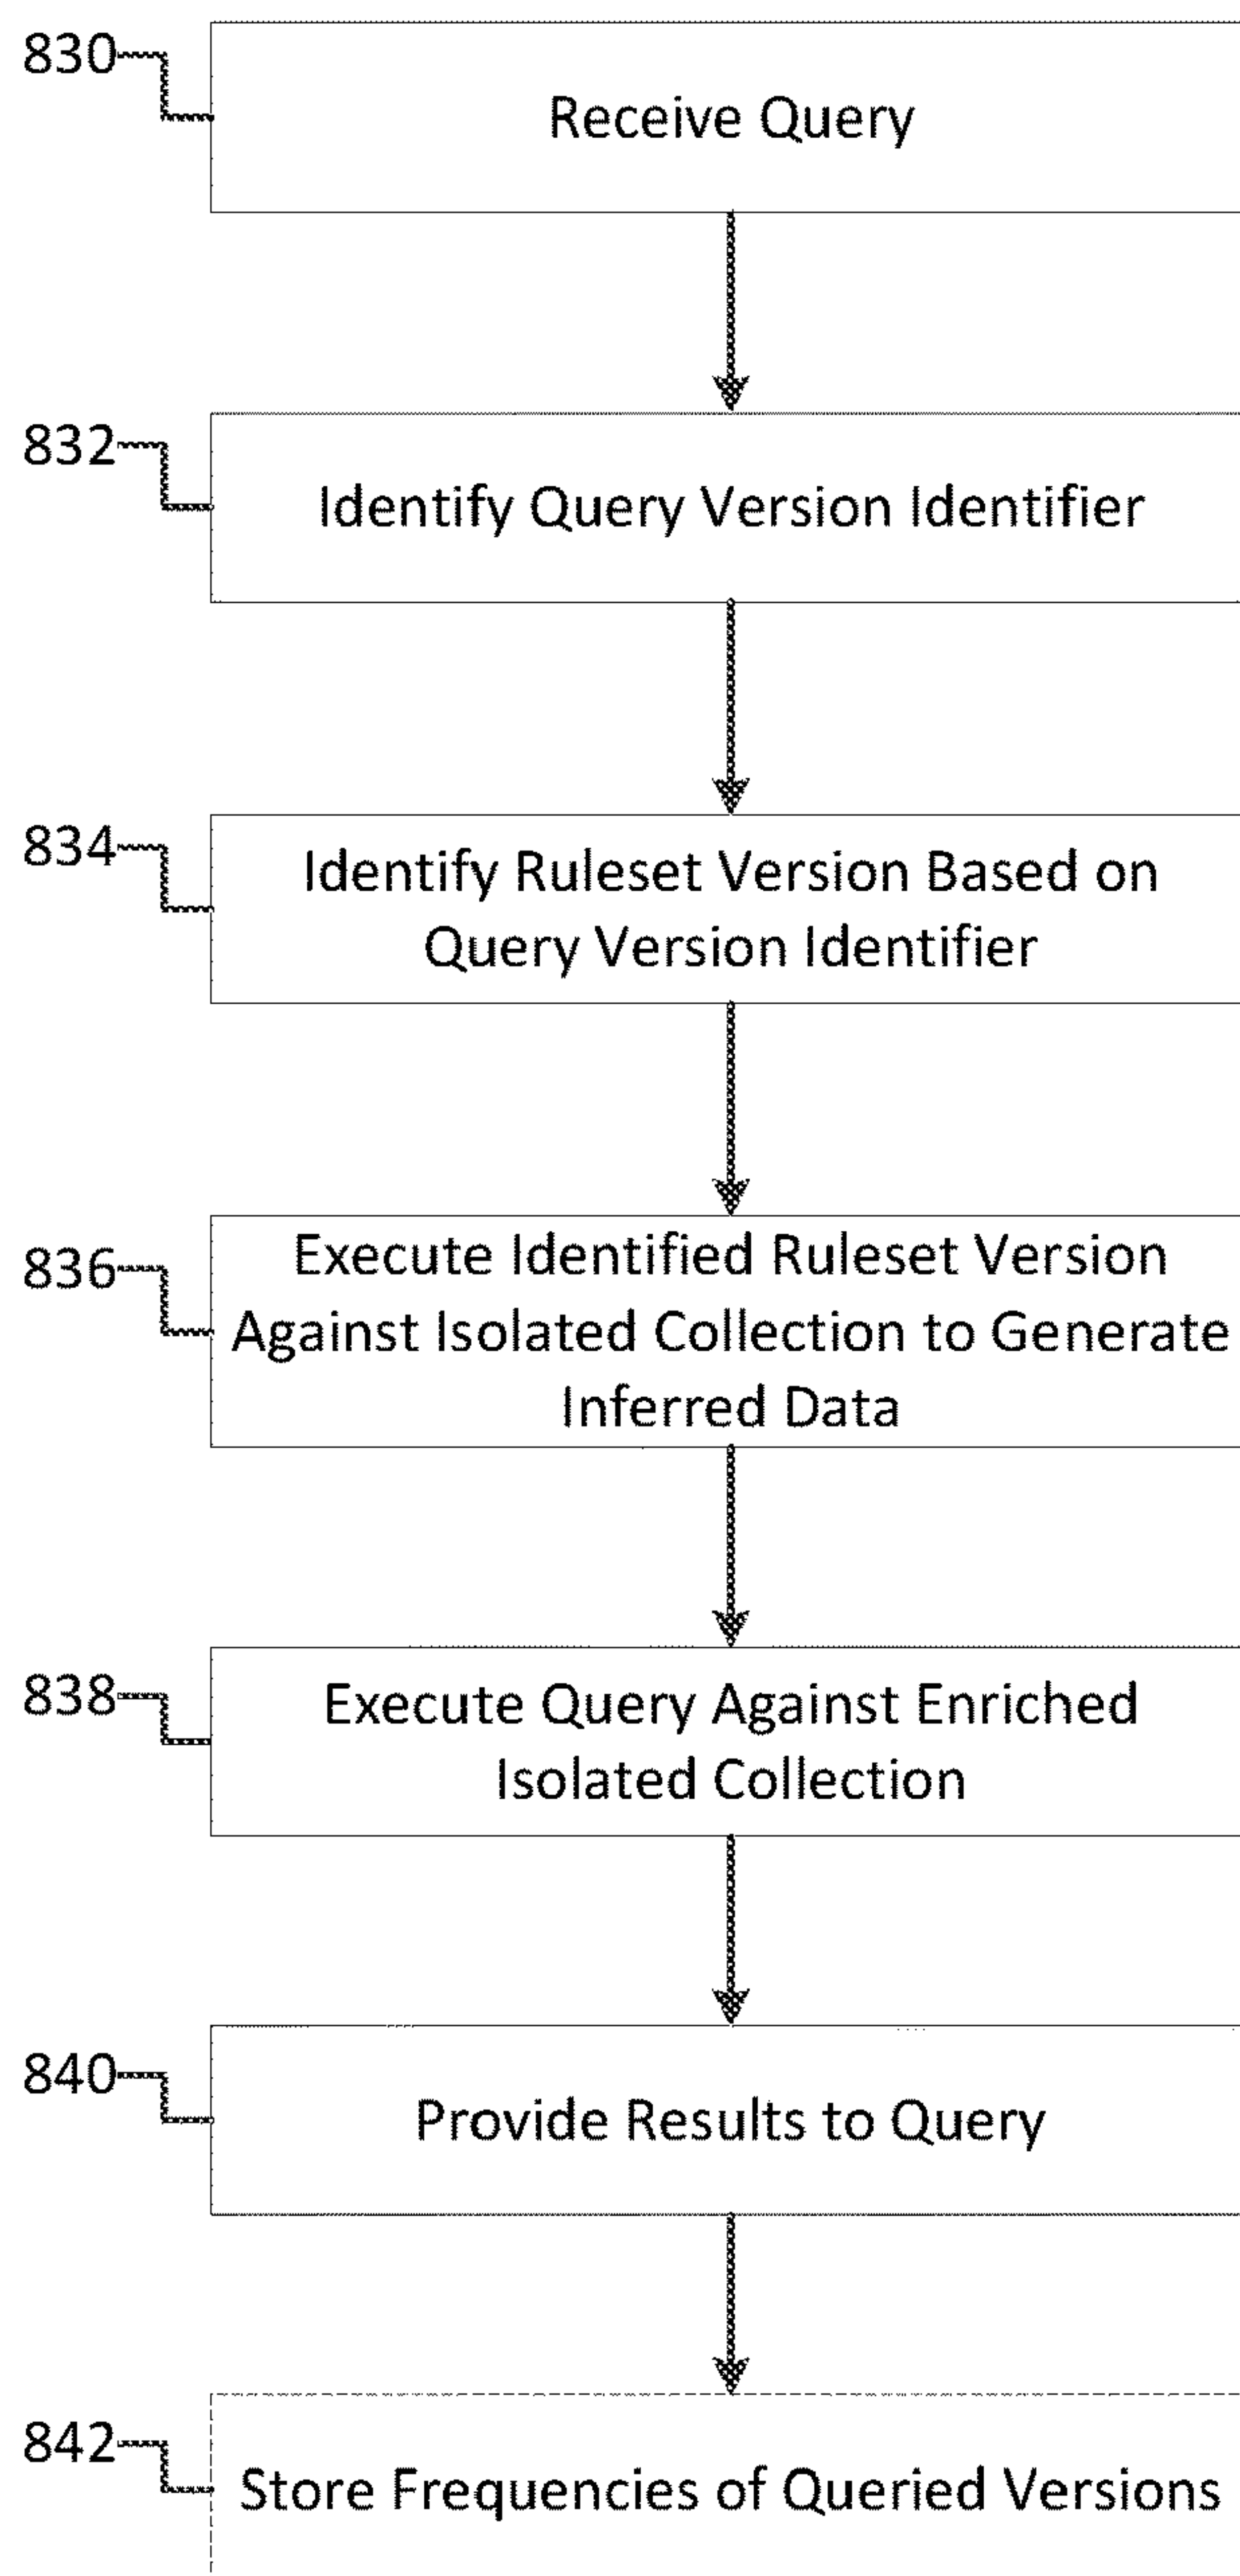 830
Receive Query
832
Identify Query Version Identifier
834
Identify Ruleset Version Based on
Query Version Identifier
836
Execute Identified Ruleset Version
Against Isolated Collection to Generate
Inferred Data
838
Execute Query Against Enriched
Isolated Collection
840
Provide Results to Query
842
Store Frequencies of Queried Versions